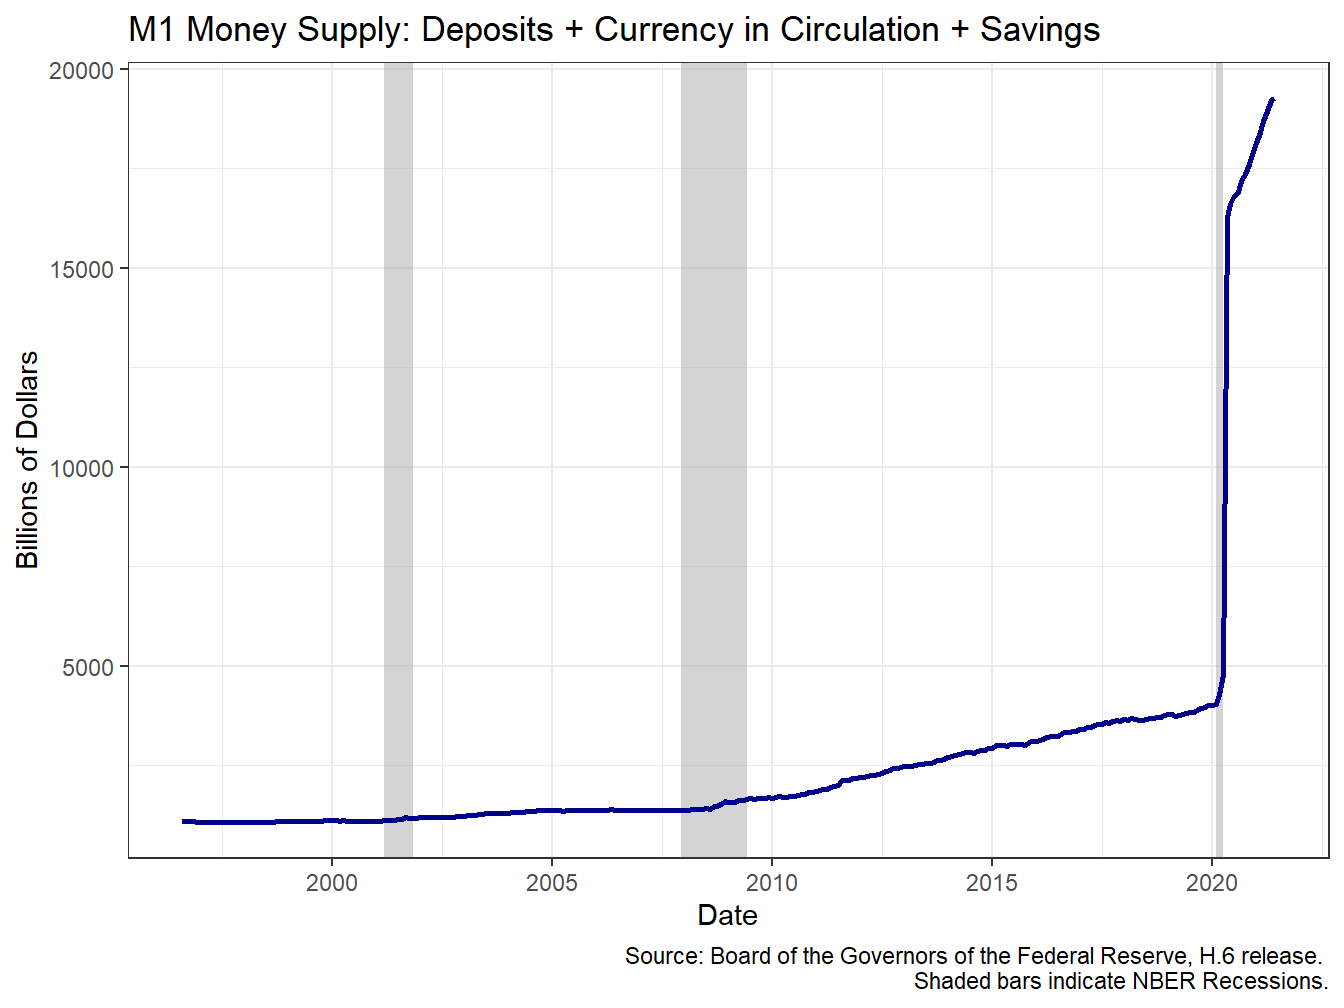 M1 Money Supply: Deposits + Currency in Circulation + Savings
20000
15000
10000
5000
Billions of Dollars
2000 2005 2010 2015 2020
Date
Source: Board of the Governors of the Federal Reserve, H.6 release.
Shaded bars indicate NBER Recessions.